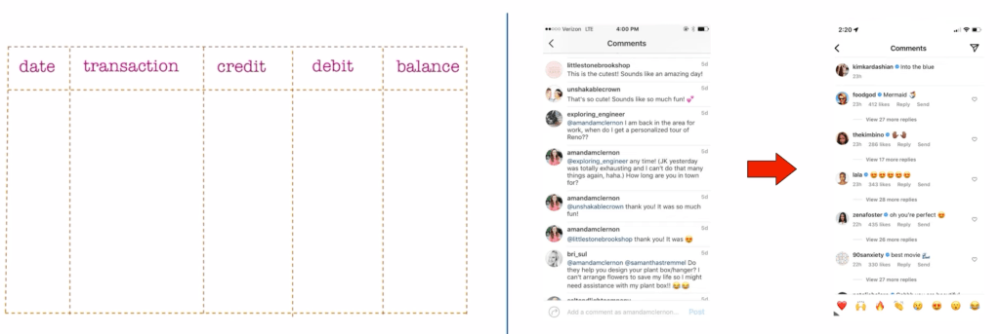 date transaction credit debit balance
●●○○○ Verizon LTE 4:00 PM
Comments
littlestonebrookshop 5d
This is the cutest! Sounds like an amazing day!
unshakablecrown 5d
That's so cute! Sounds like so much fun! 💕
exploring_engineer 5d
@amandamclernon I am back in the area for
work, when do I get a personalized tour of
Reno??
amandamclernon 5d
@exploring_engineer any time! (JK yesterday
was totally exhausting and I can't do that many
things again, haha.) How long are you in town
for?
amandamclernon 5d
@unshakablecrown thank you! It was so much
fun!
amandamclernon 5d
@littlestonebrookshop thank you! It was 😍
bri_sul 5d
@amandamclernon @samanthastremmel Do
they help you design your plant box/hanger? I
can't arrange flowers to save my life so I might
need assistance with my plant box!! 😂😂
Add a comment as amandamclernon... Post
2:20
Comments
kimkardashian Into the blue
23h
foodgod Mermaid 🧜🏻‍♀️
23h 412 likes Reply Send
View 27 more replies
thekimbino
23h 288 likes Reply Send
View 17 more replies
lala 😍😍😍😍😍
23h 343 likes Reply Send
View 28 more replies
zenafoster oh you're perfect 😍
22h 435 likes Reply Send
View 26 more replies
90sanxiety best movie
22h 330 likes Reply Send
View 27 more replies